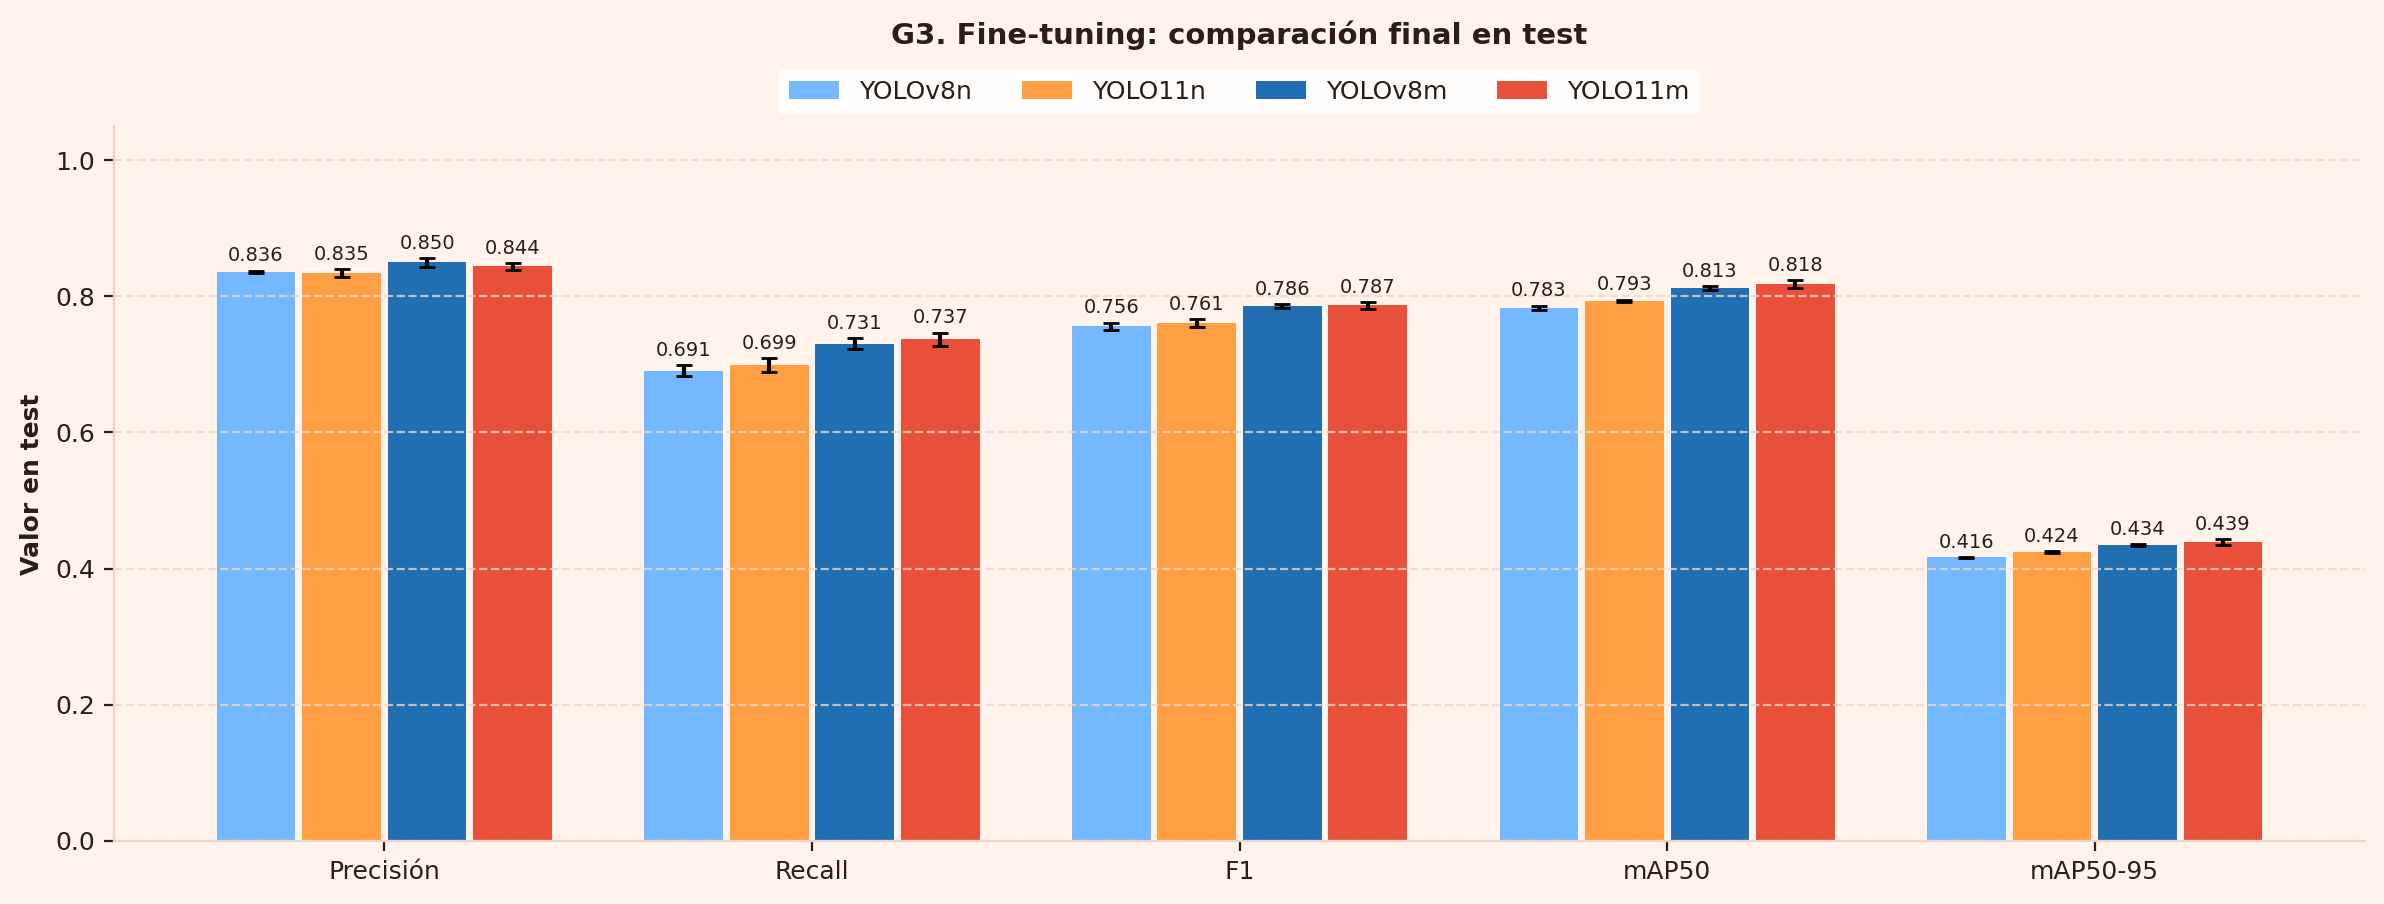 G3. Fine-tuning: comparación final en test
YOLOv8n YOLO11n YOLOv8m YOLO11m
Valor en test
1.0
0.8
0.6
0.4
0.2
0.0
0.836 0.835 0.850 0.844
0.691 0.699 0.731 0.737
0.756 0.761 0.786 0.787
0.783 0.793 0.813 0.818
0.416 0.424 0.434 0.439
Precisión Recall F1 mAP50 mAP50-95